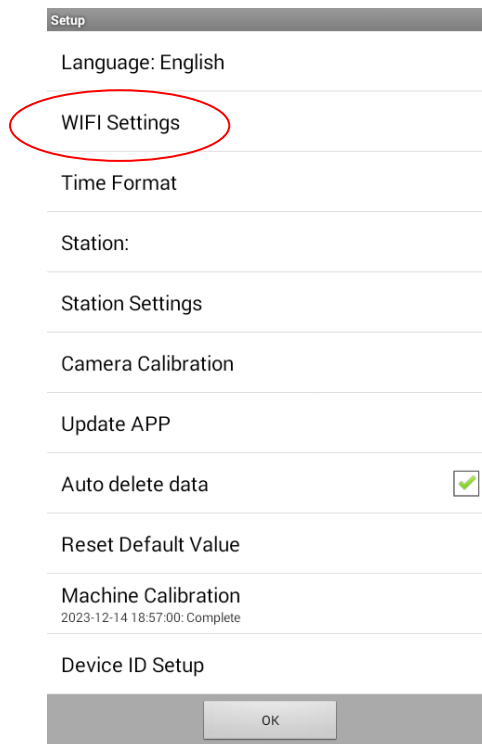 Setup
Language: English
WIFI Settings
Time Format
Station:
Station Settings
Camera Calibration
Update APP
Auto delete data
Reset Default Value
Machine Calibration
2023-12-14 18:57:00: Complete
Device ID Setup
OK